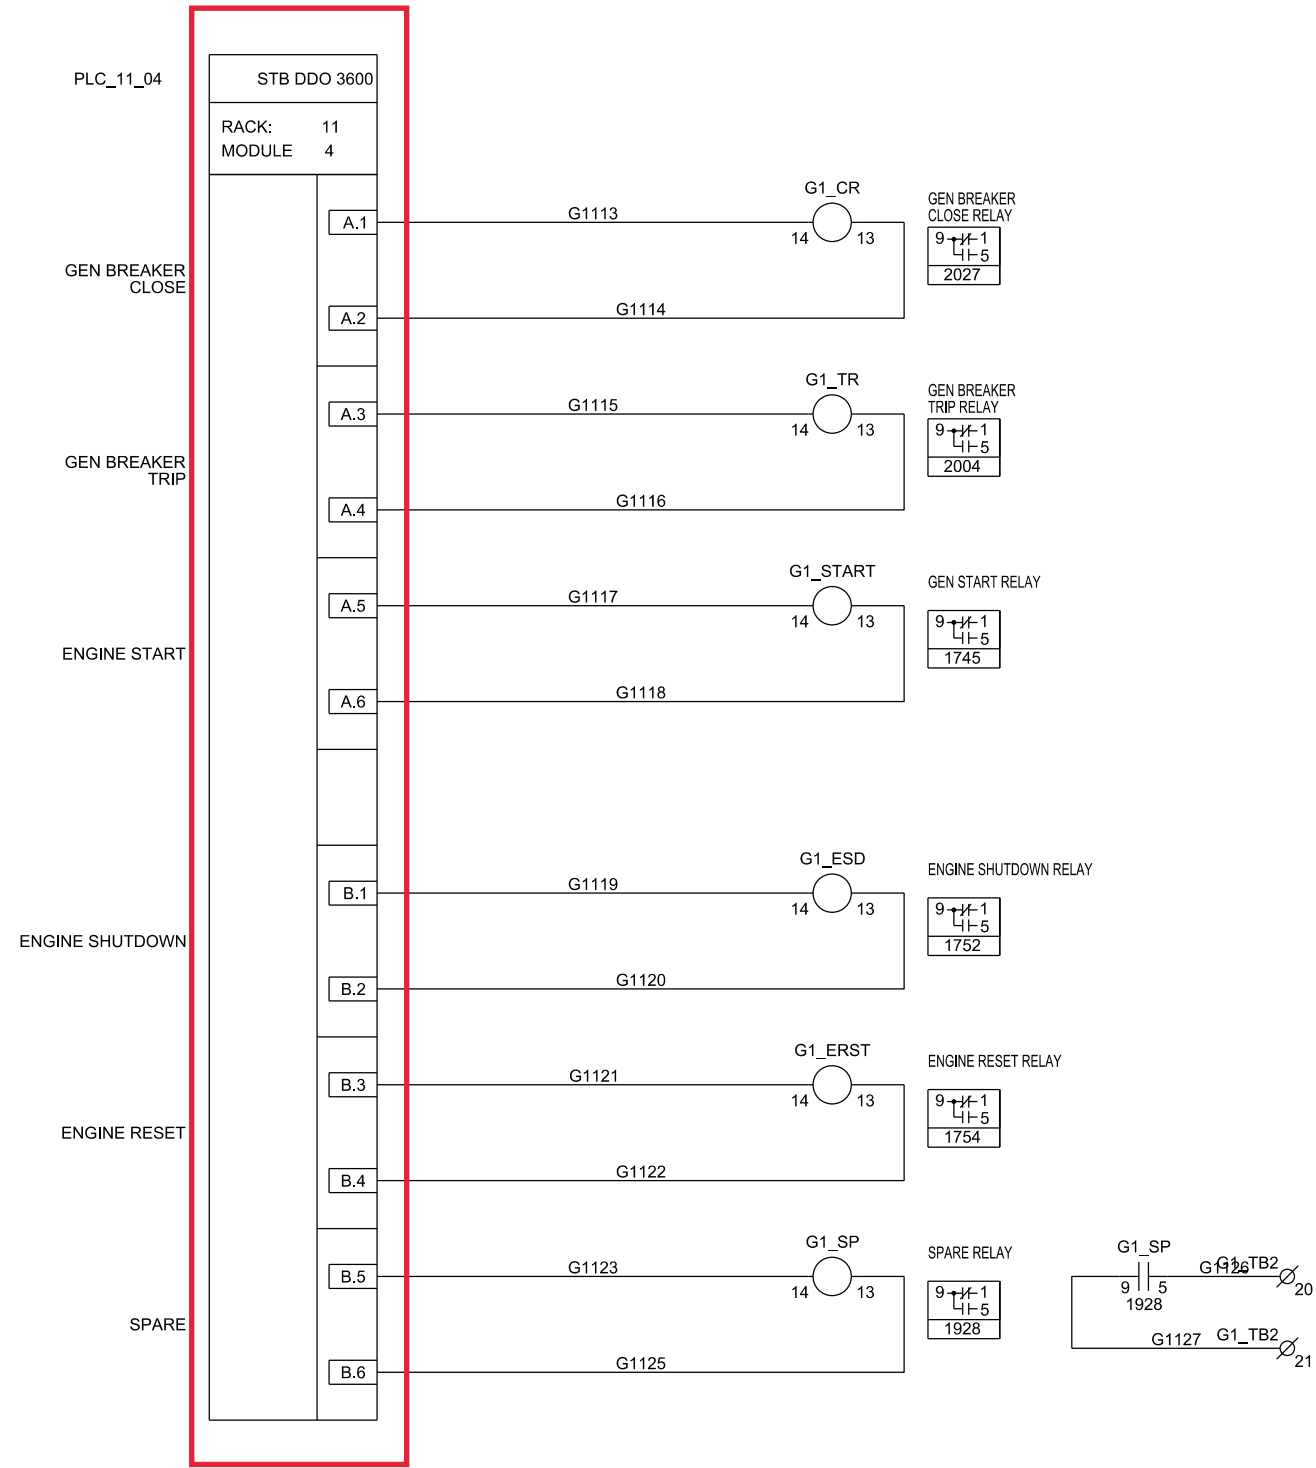 PLC_11_04
STB DDO 3600
RACK: 11
MODULE 4
GEN BREAKER
CLOSE
A.1
G1113
G1_CR
14 13
GEN BREAKER
CLOSE RELAY
9 1
5
2027
A.2
G1114
GEN BREAKER
TRIP
A.3
G1115
G1_TR
14 13
GEN BREAKER
TRIP RELAY
9 1
5
2004
A.4
G1116
ENGINE START
A.5
G1117
G1_START
14 13
GEN START RELAY
9 1
5
1745
A.6
G1118
ENGINE SHUTDOWN
B.1
G1119
G1_ESD
14 13
ENGINE SHUTDOWN RELAY
9 1
5
1752
B.2
G1120
ENGINE RESET
B.3
G1121
G1_ERST
14 13
ENGINE RESET RELAY
9 1
5
1754
B.4
G1122
SPARE
B.5
G1123
G1_SP
14 13
SPARE RELAY
9 1
5
1928
B.6
G1125
G1_SP
9 5
1928
G1126
G1_TB2
20
G1127
G1_TB2
21